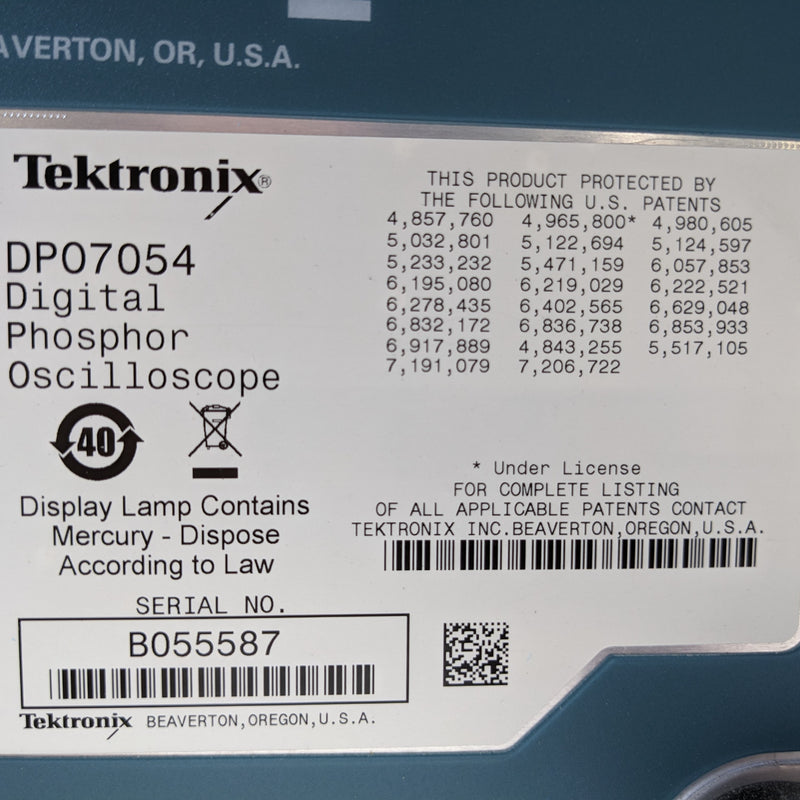 AVERTON, OR, U.S.A.
Tektronix®
DPO7054
Digital
Phosphor
Oscilloscope
40
Display Lamp Contains
Mercury - Dispose
According to Law
SERIAL NO.
B055587
Tektronix BEAVERTON,OREGON,U.S.A.
THIS PRODUCT PROTECTED BY
THE FOLLOWING U.S. PATENTS
4,857,760 4,965,800* 4,980,605
5,032,801 5,122,694 5,124,597
5,233,232 5,471,159 6,057,853
6,195,080 6,219,029 6,222,521
6,278,435 6,402,565 6,629,048
6,832,172 6,836,738 6,853,933
6,917,889 4,843,255 5,517,105
7,191,079 7,206,722
* Under License
FOR COMPLETE LISTING
OF ALL APPLICABLE PATENTS CONTACT
TEKTRONIX INC.BEAVERTON,OREGON,U.S.A.